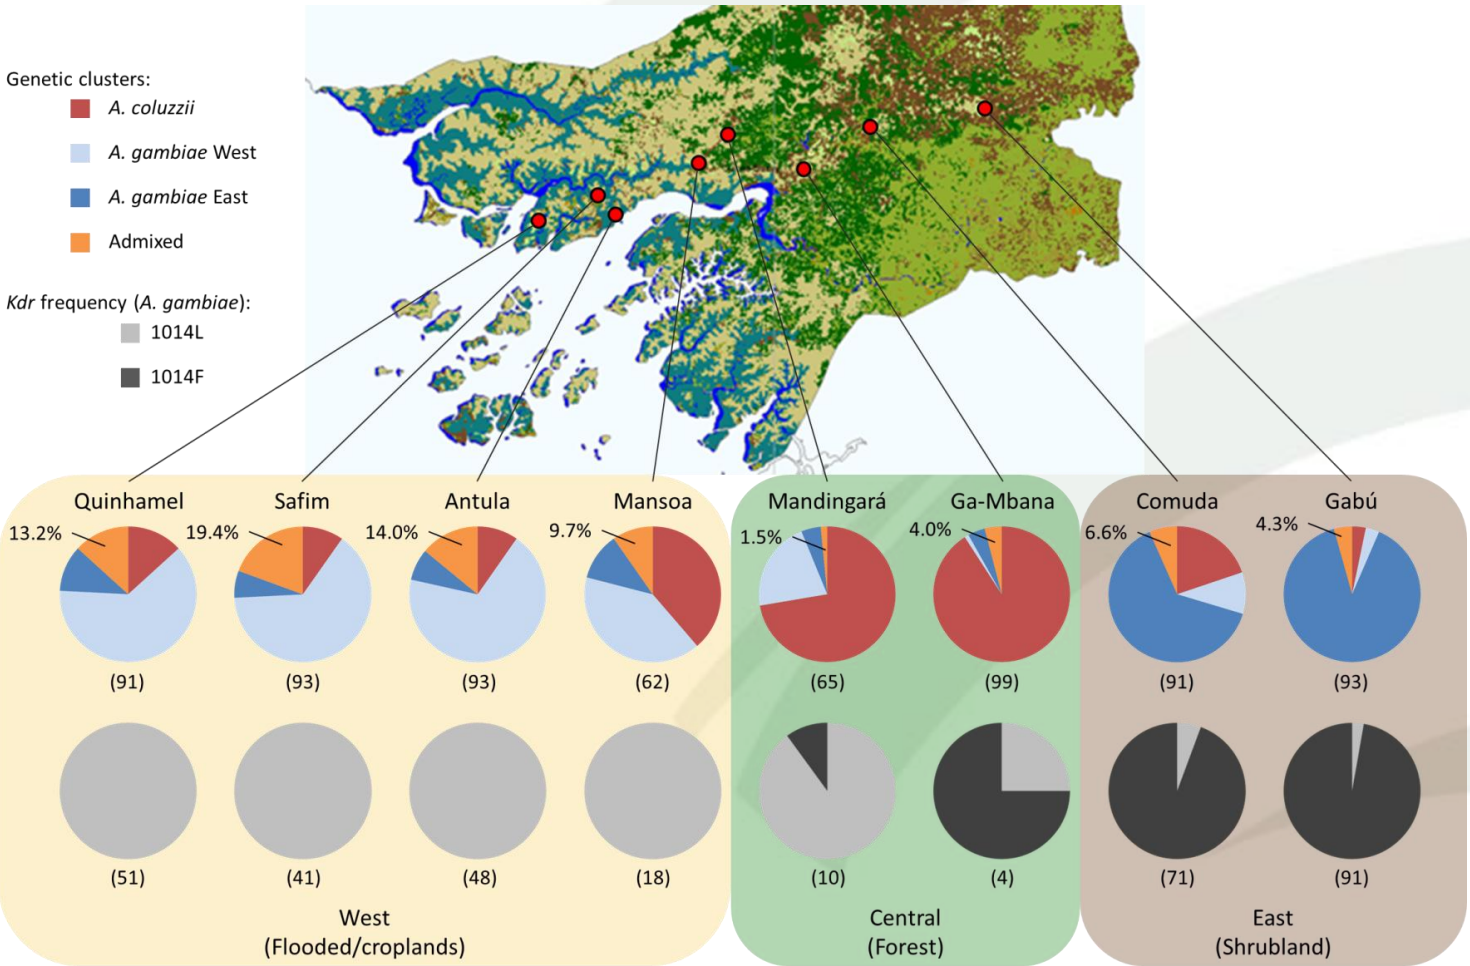 Genetic clusters:
A. coluzzii
A. gambiae West
A. gambiae East
Admixed
Kdr frequency (A. gambiae):
1014L
1014F
Quinhamel Safim Antula Mansoa Mandingará Ga-Mbana Comuda Gabú
13.2% 19.4% 14.0% 9.7% 1.5% 4.0% 6.6% 4.3%
(91) (93) (93) (62) (65) (99) (91) (93)
(51) (41) (48) (18) (10) (4) (71) (91)
West Central East
(Flooded/croplands) (Forest) (Shrubland)